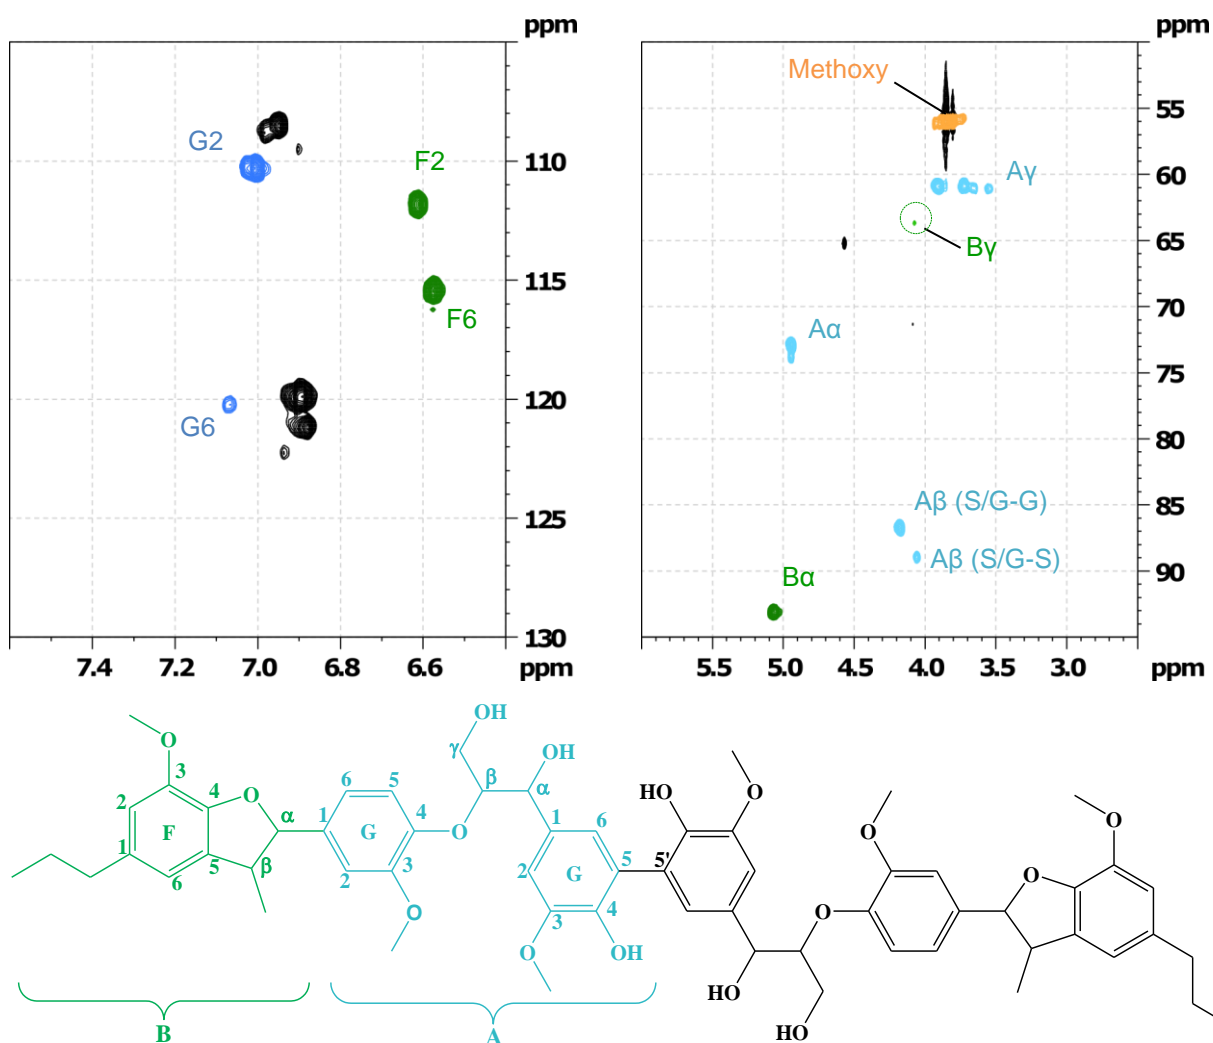 ppm
ppm
Methoxy
G2
F2
F6
G6
Aγ
Bγ
Aα
Aβ (S/G-G)
Aβ (S/G-S)
Bα
110
115
120
125
130
55
60
65
70
75
80
85
90
7.4 7.2 7.0 6.8 6.6 ppm
5.5 5.0 4.5 4.0 3.5 3.0 ppm
OH
O
γ
OH
3
β
α
HO
O
2
4
O
α
6
5
O
O
F
1
G
4
1
6
5'
O
1
5
β
O
G
5
6
2
3
2
O
O
3
4
O
OH
HO
HO
B
A